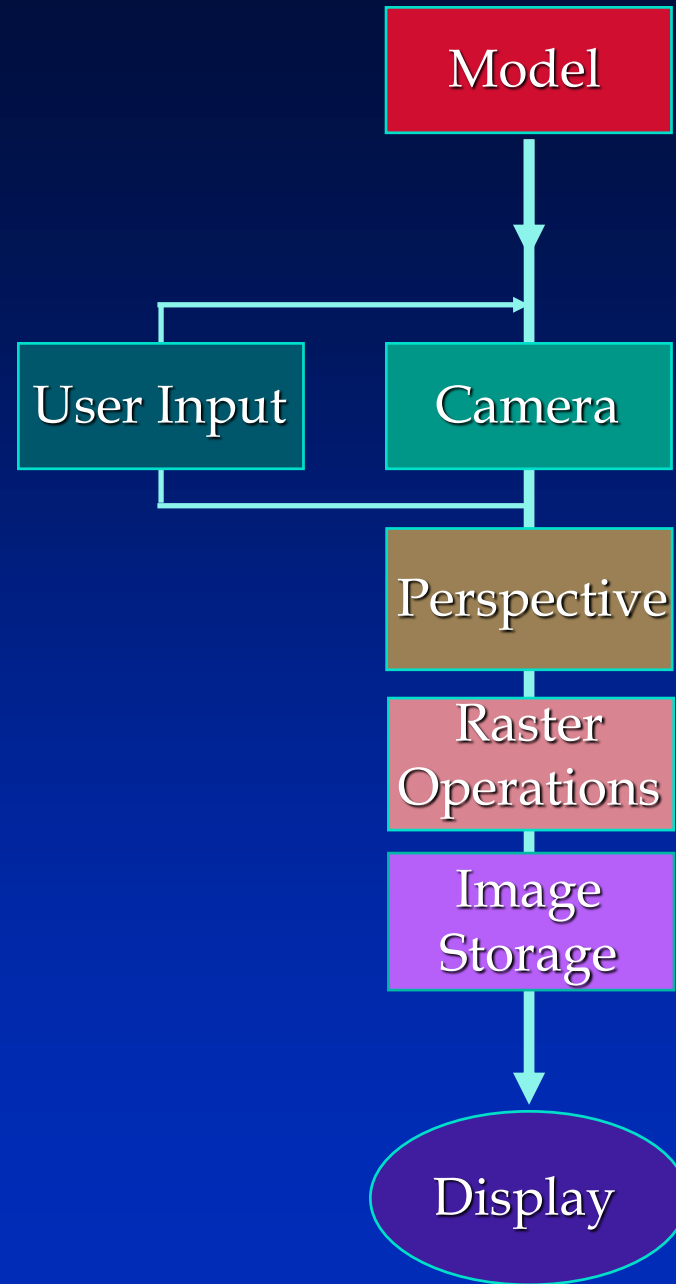 Model
User Input
Camera
Perspective
Raster
Operations
Image
Storage
Display